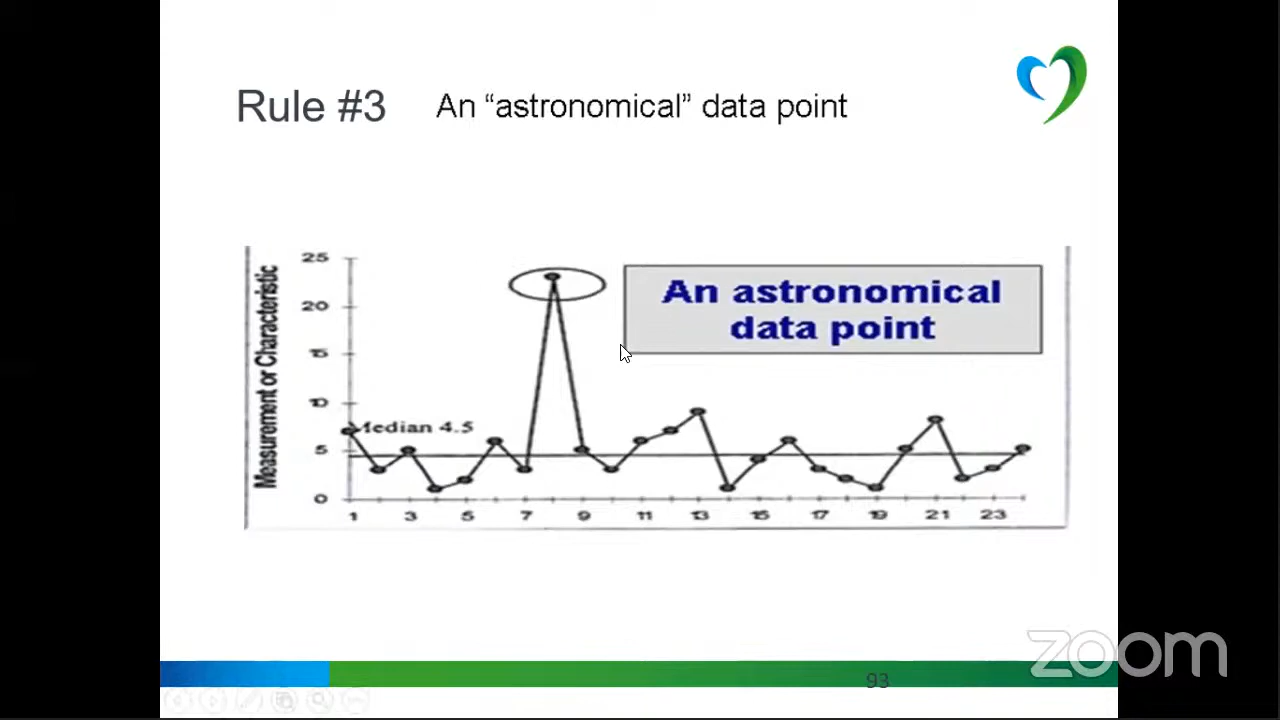 Rule #3
An “astronomical” data point
Measurement or Characteristic
25
20
15
10
5
0
An astronomical
data point
Median 4.5
1 3 5 7 9 11 13 15 17 19 21 23
zoom
93